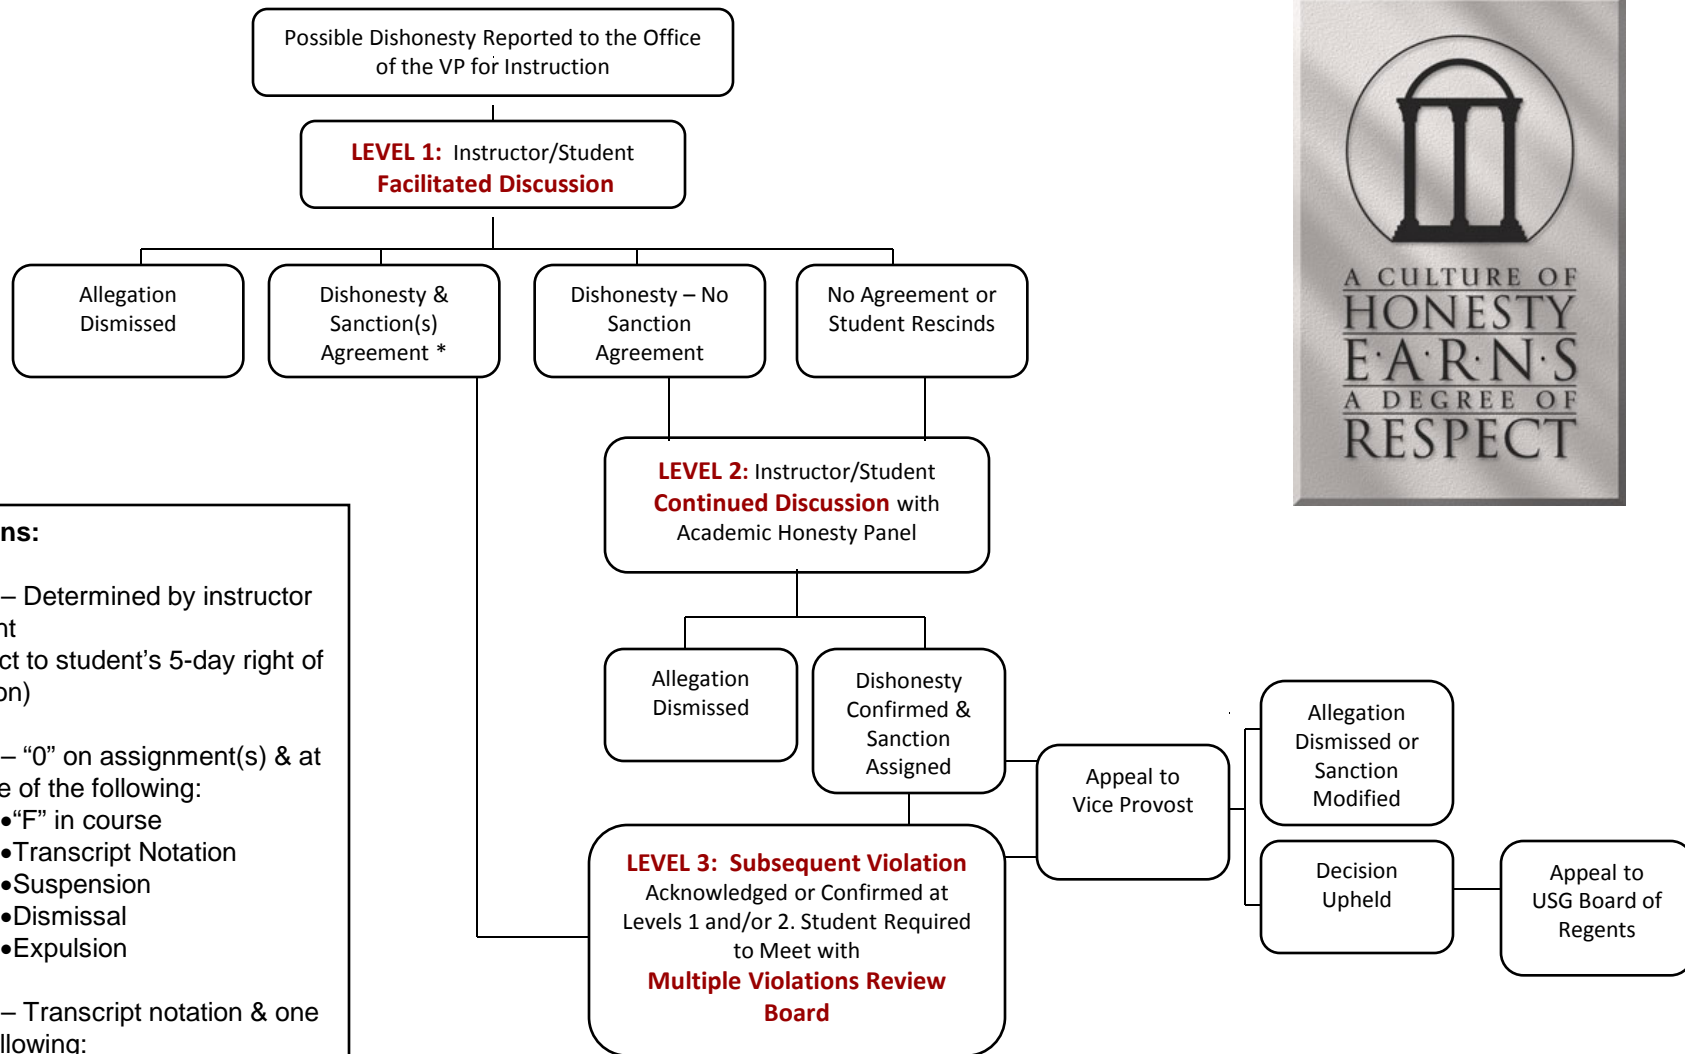 Possible Dishonesty Reported to the Office
of the VP for Instruction
LEVEL 1: Instructor/Student
Facilitated Discussion
Allegation
Dismissed
Dishonesty &
Sanction(s)
Agreement *
Dishonesty – No
Sanction
Agreement
No Agreement or
Student Rescinds
A CULTURE OF
HONESTY
E·A·R·N·S
A DEGREE OF
RESPECT
LEVEL 2: Instructor/Student
Continued Discussion with
Academic Honesty Panel
ns:
– Determined by instructor
nt
ct to student’s 5-day right of
on)
– “0” on assignment(s) & at
e of the following:
•“F” in course
•Transcript Notation
•Suspension
•Dismissal
•Expulsion
– Transcript notation & one
llowing:
Allegation
Dismissed
Dishonesty
Confirmed &
Sanction
Assigned
Appeal to
Vice Provost
Allegation
Dismissed or
Sanction
Modified
Decision
Upheld
Appeal to
USG Board of
Regents
LEVEL 3: Subsequent Violation
Acknowledged or Confirmed at
Levels 1 and/or 2. Student Required
to Meet with
Multiple Violations Review
Board